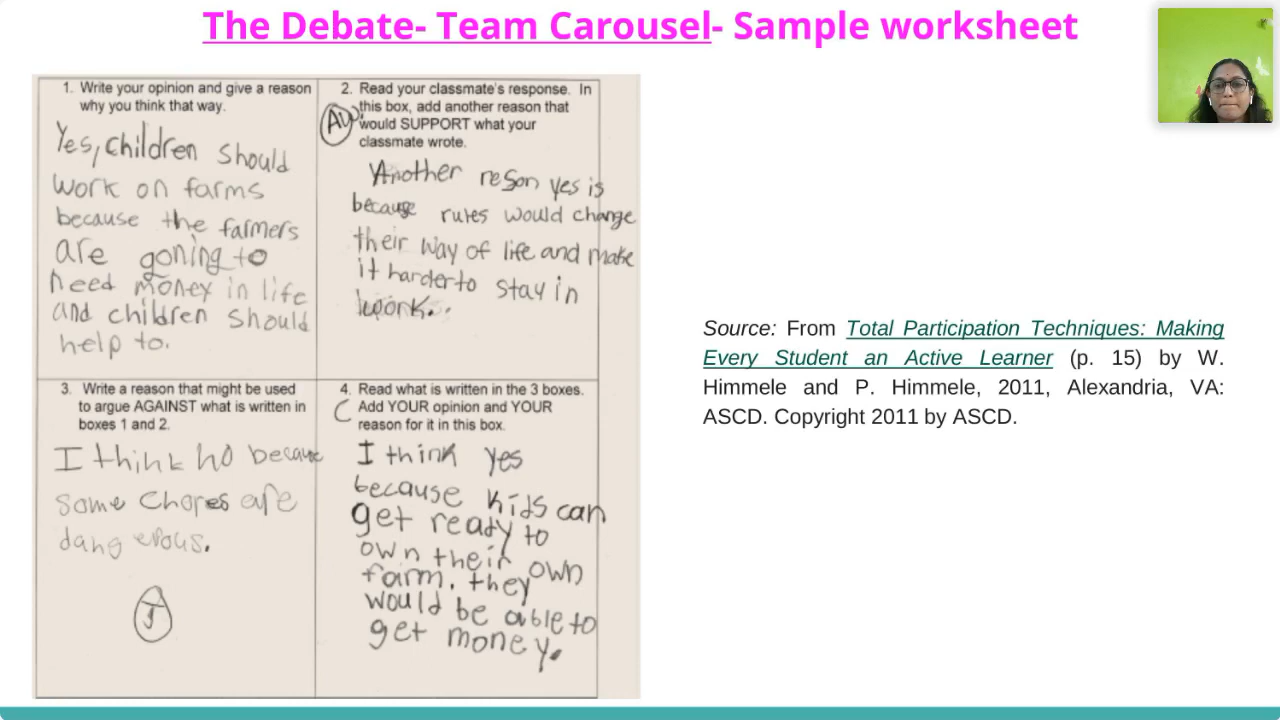 The Debate- Team Carousel- Sample worksheet
1. Write your opinion and give a reason
why you think that way.
Yes, children should
work on farms
because the farmers
are goning to
need money in life
and children should
help to.
2. Read your classmate's response. In
this box, add another reason that
would SUPPORT what your
classmate wrote.
Another reson yes is
because rules would change
their way of life and make
it harder to stay in
work.
3. Write a reason that might be used
to argue AGAINST what is written in
boxes 1 and 2.
I think no because
some chores are
dangerous.
J
4. Read what is written in the 3 boxes.
C Add YOUR opinion and YOUR
reason for it in this box.
I think yes
because kids can
get ready to
own their own
farm. they
would be able to
get money.
Source: From Total Participation Techniques: Making
Every Student an Active Learner (p. 15) by W.
Himmele and P. Himmele, 2011, Alexandria, VA:
ASCD. Copyright 2011 by ASCD.